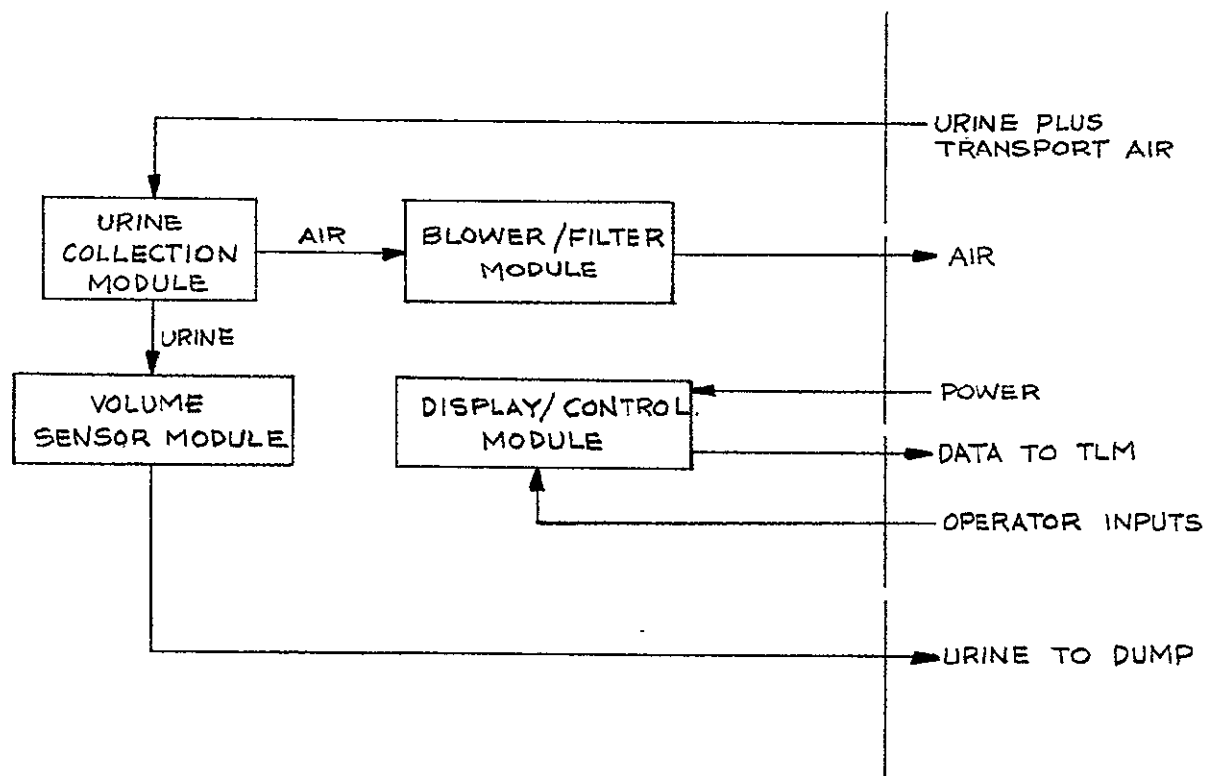 URINE PLUS
TRANSPORT AIR
URINE
COLLECTION
MODULE
AIR
BLOWER/FILTER
MODULE
AIR
URINE
VOLUME
SENSOR MODULE
DISPLAY/CONTROL
MODULE
POWER
DATA TO TLM
OPERATOR INPUTS
URINE TO DUMP